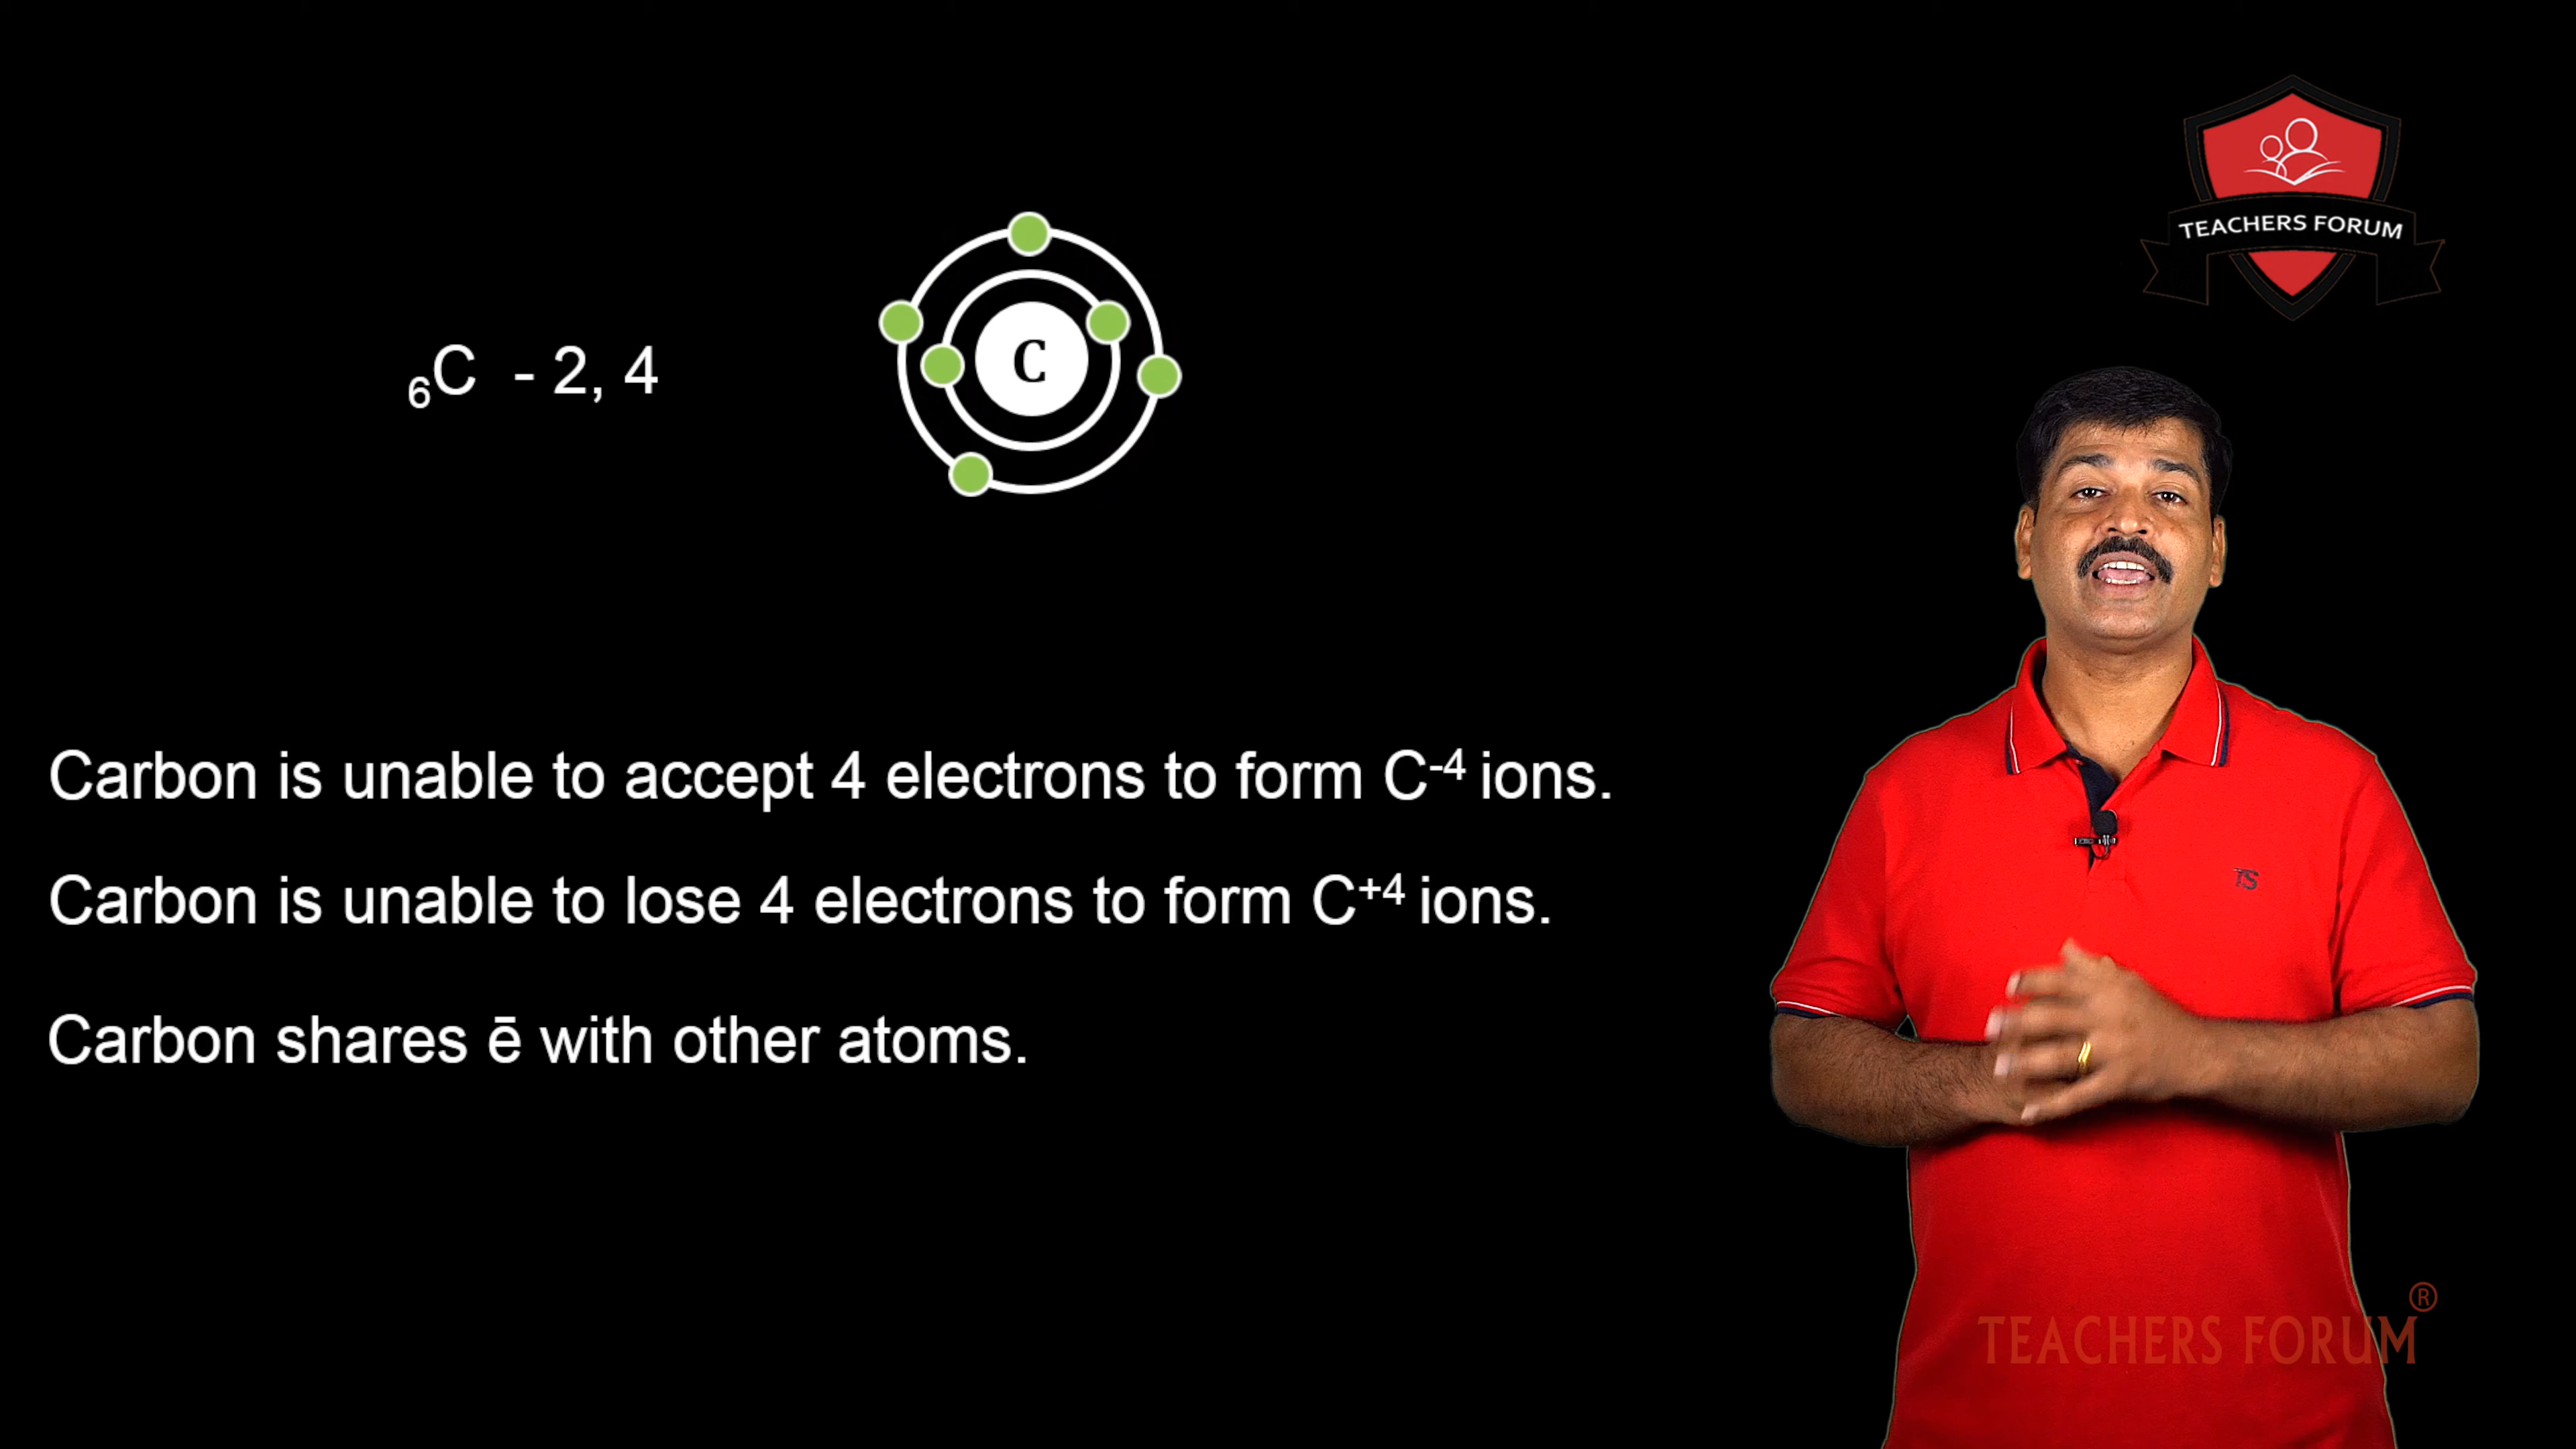 TEACHERS FORUM
₆C - 2, 4
C
Carbon is unable to accept 4 electrons to form C⁻⁴ ions.
Carbon is unable to lose 4 electrons to form C⁺⁴ ions.
Carbon shares ē with other atoms.
TS
TEACHERS FORUM®